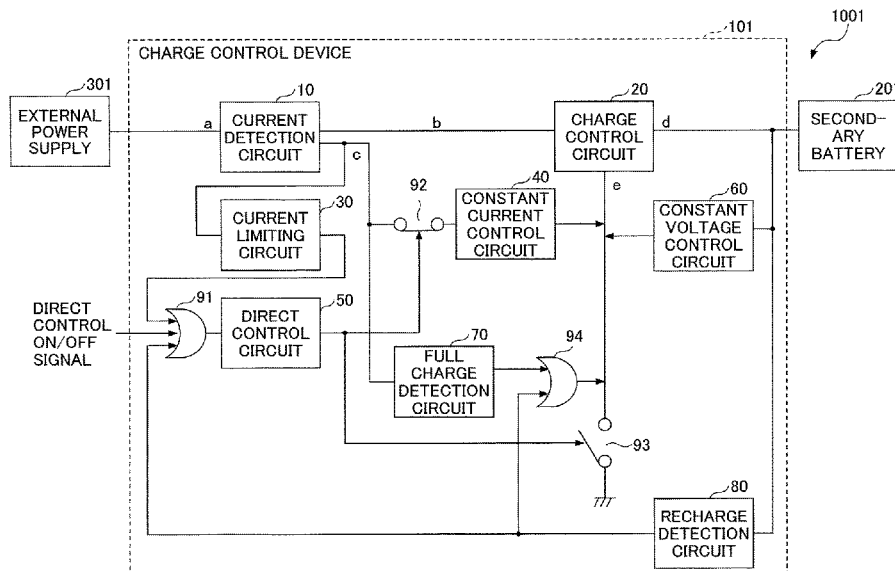 1001
101
CHARGE CONTROL DEVICE
301
EXTERNAL
POWER
SUPPLY
a
10
CURRENT
DETECTION
CIRCUIT
b
c
20
CHARGE
CONTROL
CIRCUIT
d
e
201
SECOND-
ARY
BATTERY
30
CURRENT
LIMITING
CIRCUIT
92
40
CONSTANT
CURRENT
CONTROL
CIRCUIT
60
CONSTANT
VOLTAGE
CONTROL
CIRCUIT
DIRECT
CONTROL
ON/OFF
SIGNAL
91
50
DIRECT
CONTROL
CIRCUIT
70
FULL
CHARGE
DETECTION
CIRCUIT
94
93
80
RECHARGE
DETECTION
CIRCUIT